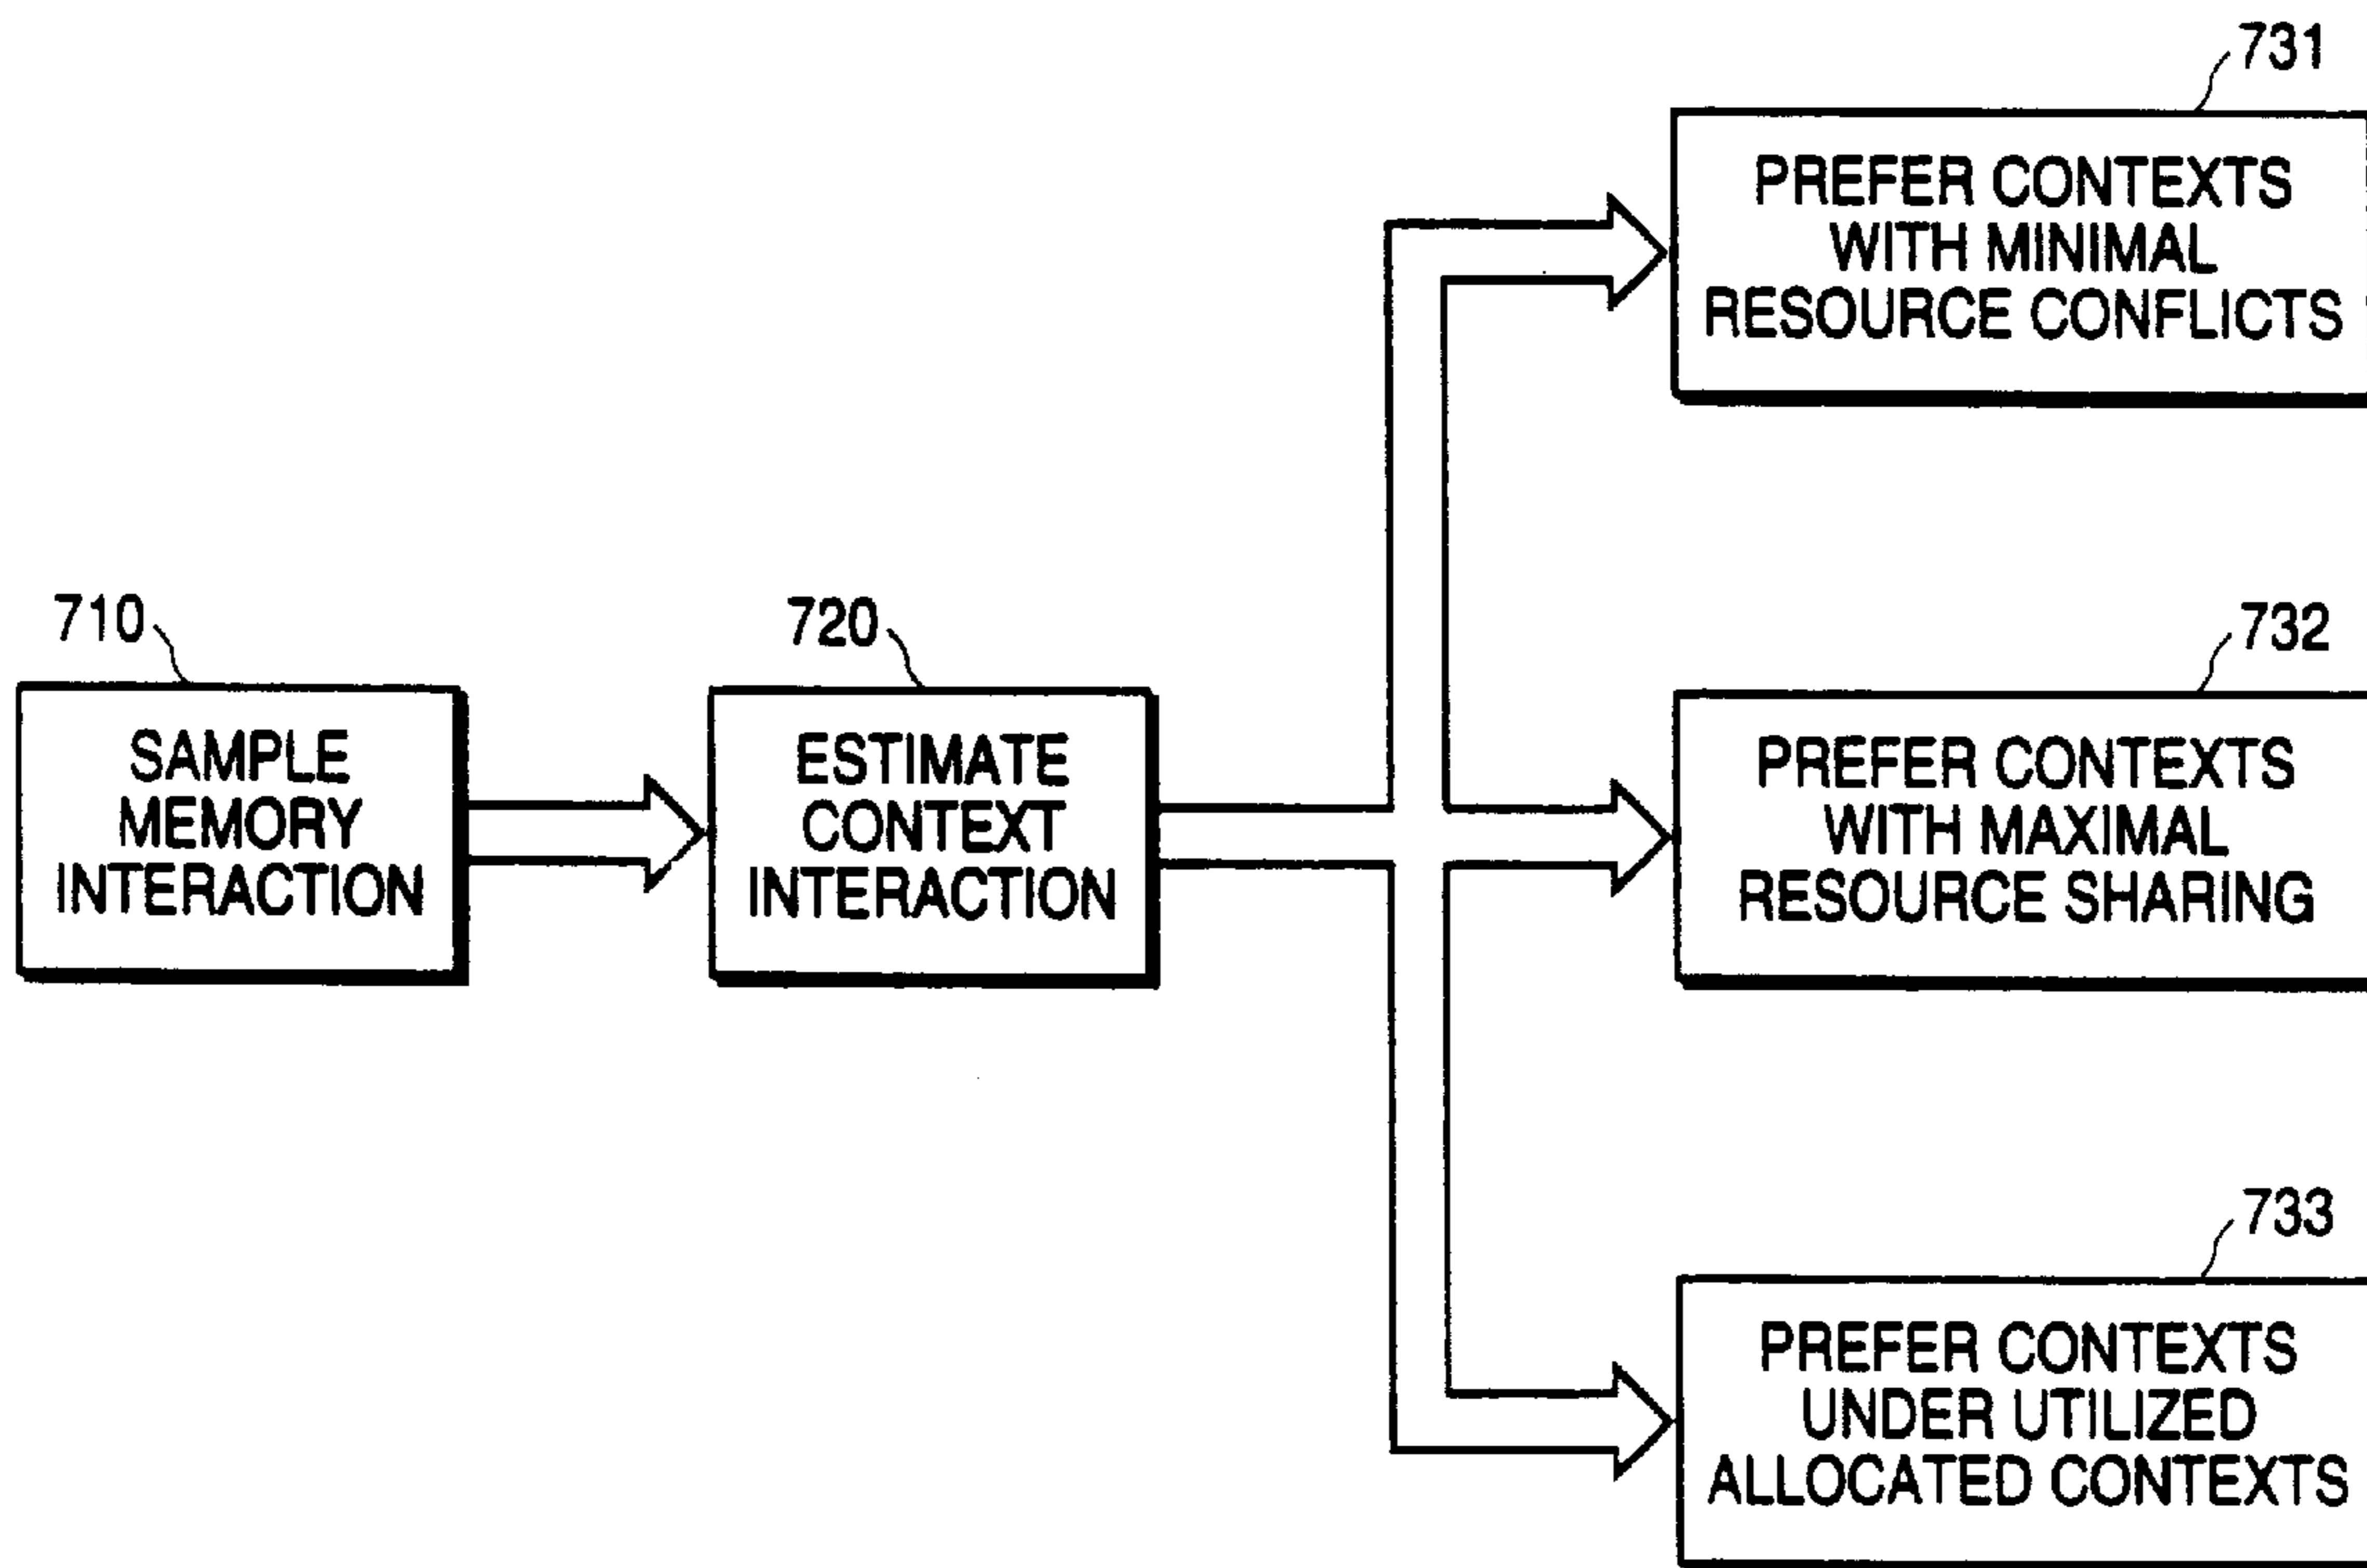 731
PREFER CONTEXTS
WITH MINIMAL
RESOURCE CONFLICTS
710
SAMPLE
MEMORY
INTERACTION
720
ESTIMATE
CONTEXT
INTERACTION
732
PREFER CONTEXTS
WITH MAXIMAL
RESOURCE SHARING
733
PREFER CONTEXTS
UNDER UTILIZED
ALLOCATED CONTEXTS